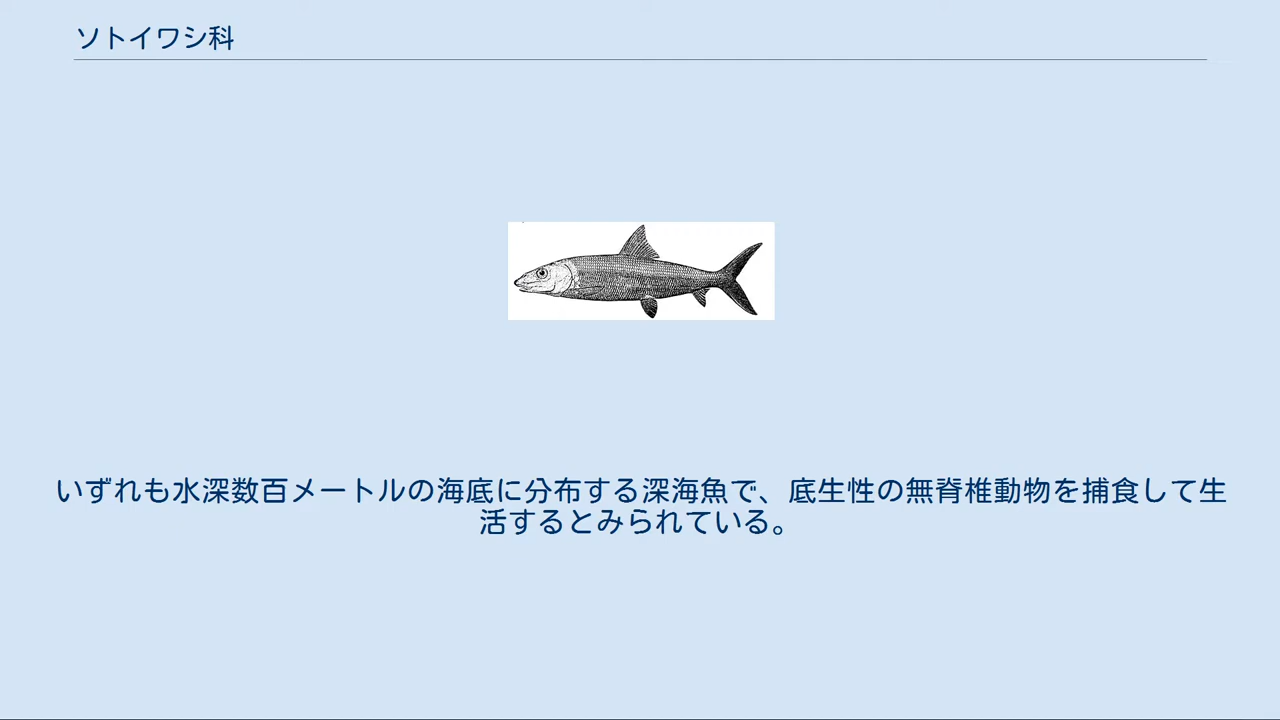 ソトイワシ科
いずれも水深数百メートルの海底に分布する深海魚で、底生性の無脊椎動物を捕食して生
活するとみられている。